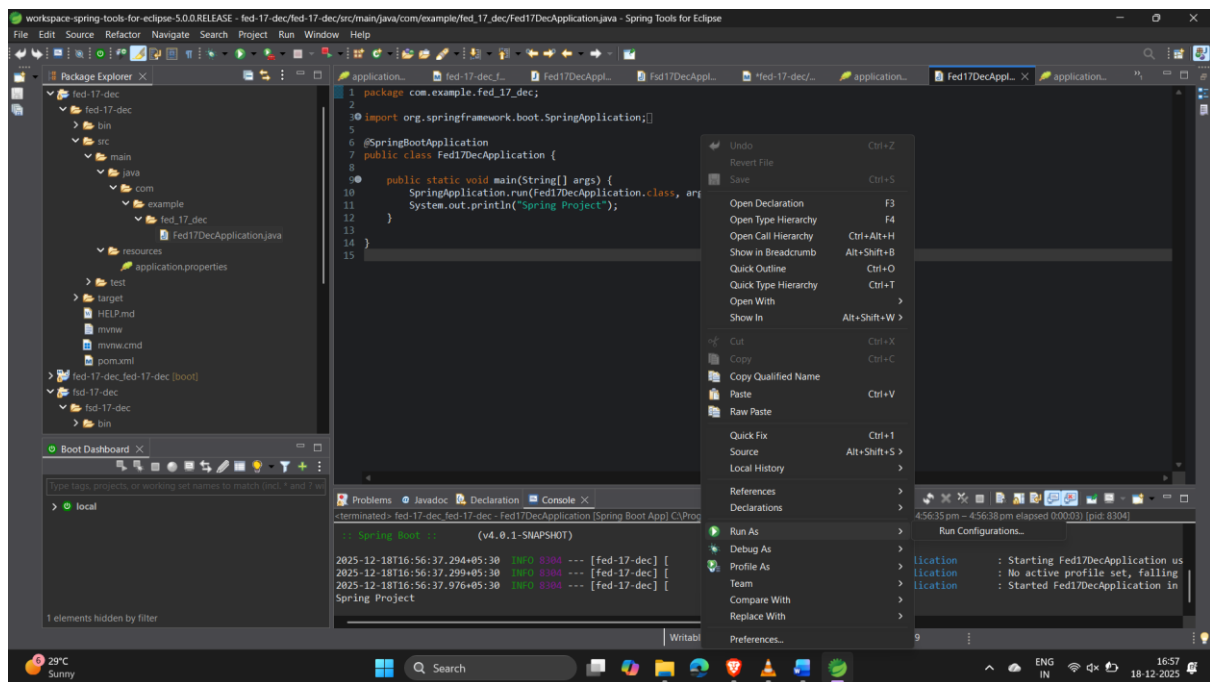 workspace-spring-tools-for-eclipse-5.0.0.RELEASE - fed-17-dec/fed-17-dec/src/main/java/com/example/fed_17_dec/Fed17DecApplication.java - Spring Tools for Eclipse
File Edit Source Refactor Navigate Search Project Run Window Help
Package Explorer
fed-17-dec
fed-17-dec
bin
src
main
java
com
example
fed_17_dec
Fed17DecApplication.java
resources
application.properties
test
target
HELP.md
mvnw
mvnw.cmd
pom.xml
fed-17-dec_fed-17-dec [boot]
fsd-17-dec
fsd-17-dec
bin
Boot Dashboard
Type tags, projects, or working set names to match (incl. * and ? wi
local
1 elements hidden by filter
application... fed-17-dec_f... Fed17DecAppl... Fsd17DecAppl... *fed-17-dec/... application... Fed17DecAppl... application...
1 package com.example.fed_17_dec;
2
3 import org.springframework.boot.SpringApplication;
5
6 @SpringBootApplication
7 public class Fed17DecApplication {
8
9 public static void main(String[] args) {
10 SpringApplication.run(Fed17DecApplication.class, arg
11 System.out.println("Spring Project");
12 }
13
14 }
15
Undo Ctrl+Z
Revert File
Save Ctrl+S
Open Declaration F3
Open Type Hierarchy F4
Open Call Hierarchy Ctrl+Alt+H
Show in Breadcrumb Alt+Shift+B
Quick Outline Ctrl+O
Quick Type Hierarchy Ctrl+T
Open With
Show In Alt+Shift+W
Cut Ctrl+X
Copy Ctrl+C
Copy Qualified Name
Paste Ctrl+V
Raw Paste
Quick Fix Ctrl+1
Source Alt+Shift+S
Local History
References
Declarations
Run As
Debug As
Profile As
Team
Compare With
Replace With
Preferences...
Run Configurations...
Problems Javadoc Declaration Console
<terminated> fed-17-dec_fed-17-dec - Fed17DecApplication [Spring Boot App] C:\Prog 4:56:35 pm – 4:56:38 pm elapsed 0:00:03) [pid: 8304]
:: Spring Boot :: (v4.0.1-SNAPSHOT)
2025-12-18T16:56:37.294+05:30 INFO 8304 --- [fed-17-dec] [ lication : Starting Fed17DecApplication us
2025-12-18T16:56:37.299+05:30 INFO 8304 --- [fed-17-dec] [ lication : No active profile set, falling
2025-12-18T16:56:37.976+05:30 INFO 8304 --- [fed-17-dec] [ lication : Started Fed17DecApplication in
Spring Project
Writabl 9
6
29°C
Sunny
Search
ENG
IN
16:57
18-12-2025